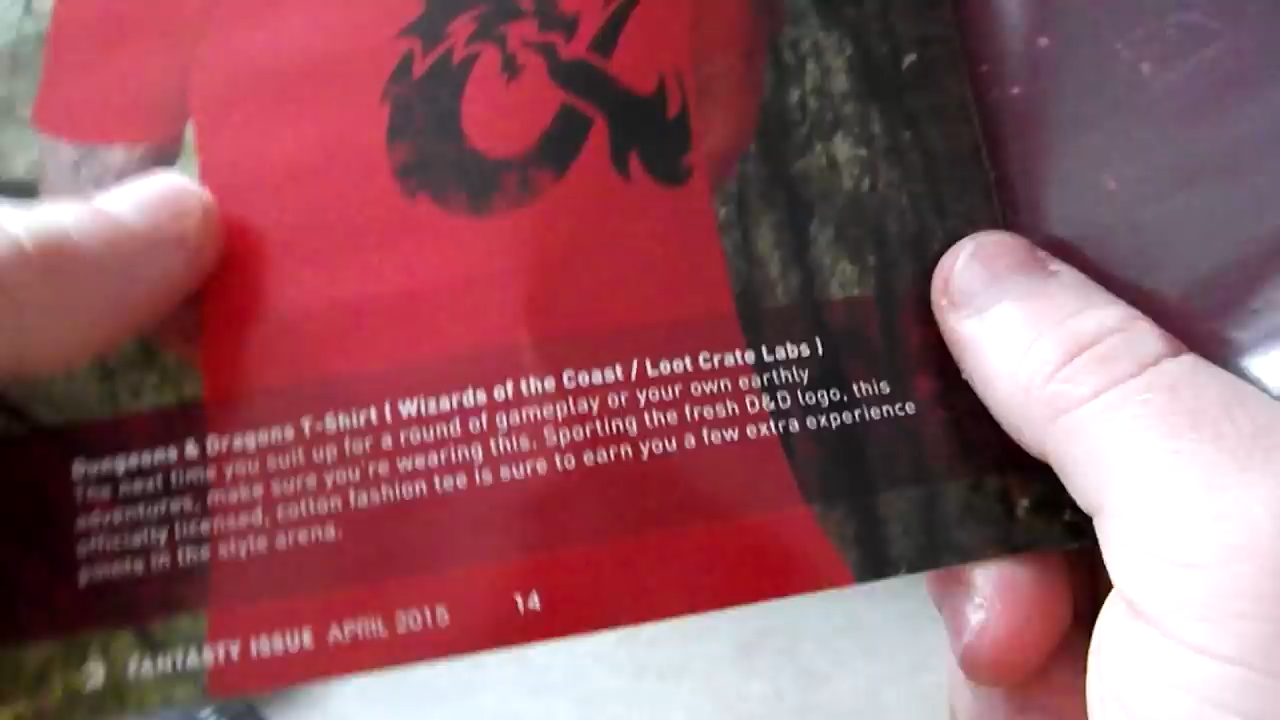 Dungeons & Dragons T-Shirt ( Wizards of the Coast / Loot Crate Labs )
The next time you suit up for a round of gameplay or your own earthly
adventures, make sure you're wearing this. Sporting the fresh D&D logo, this
officially licensed, cotton fashion tee is sure to earn you a few extra experience
points in the style arena.
FANTASTY ISSUE APRIL 2015 14